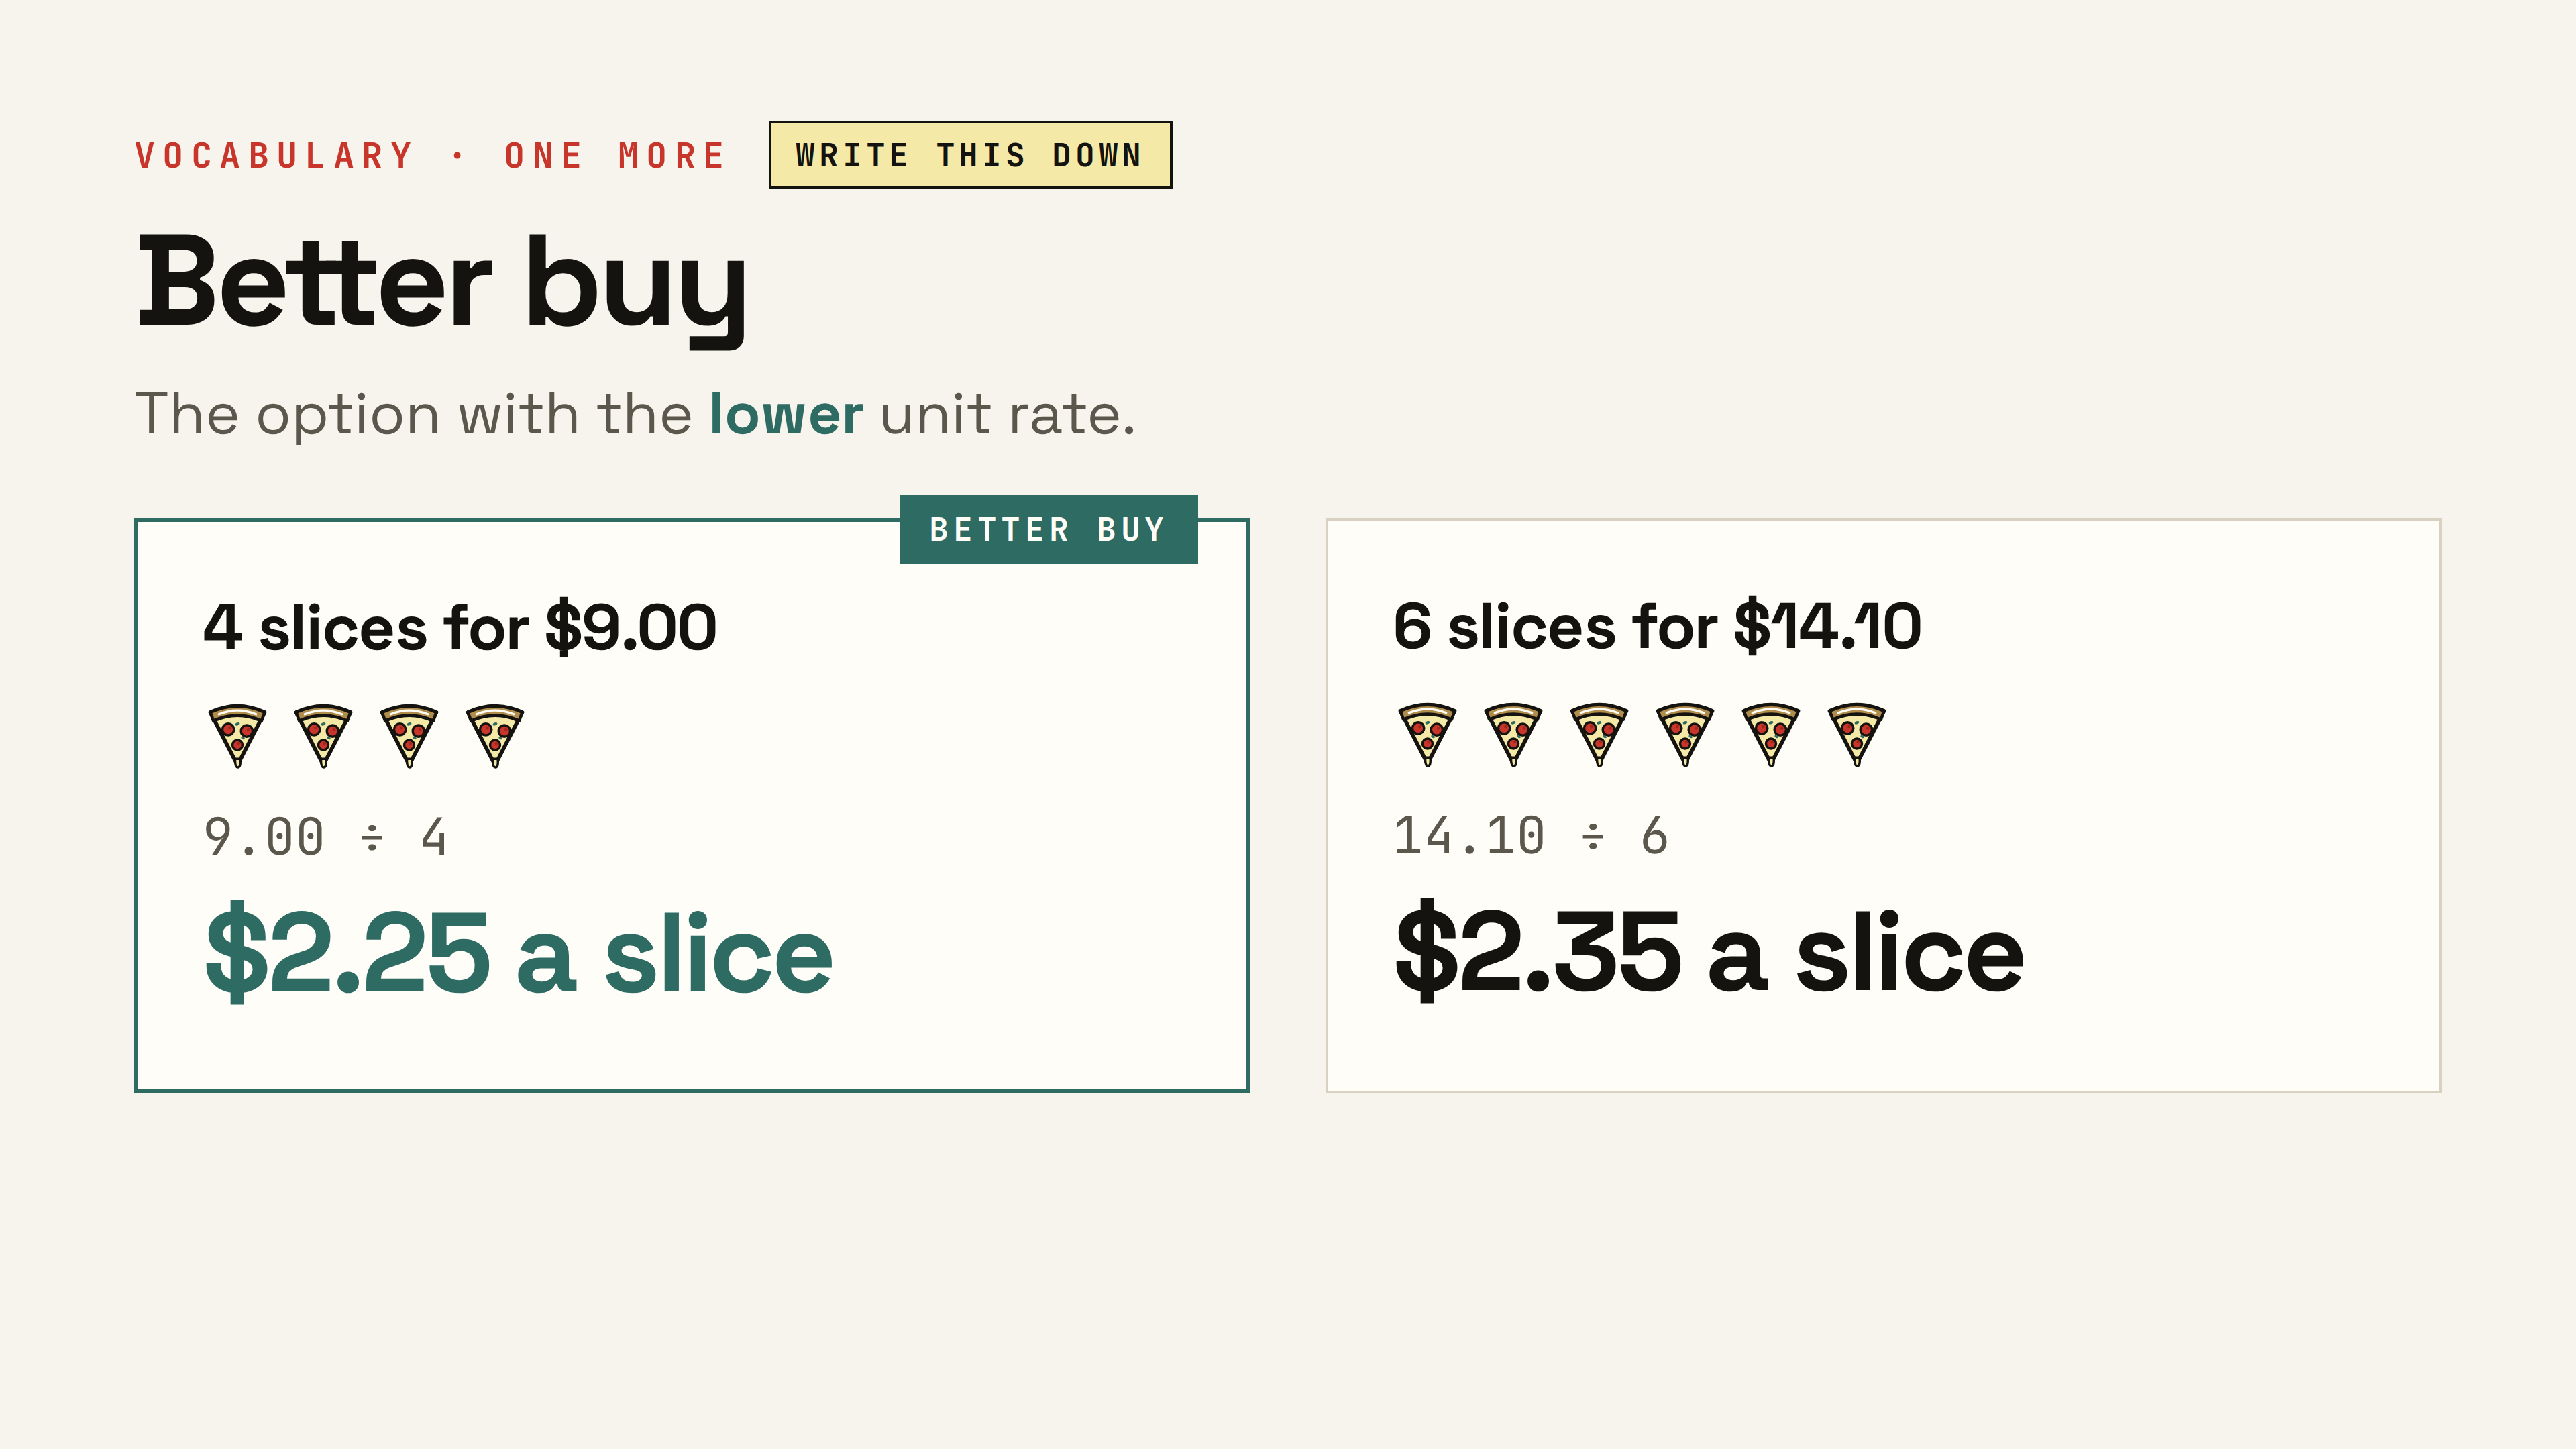 VOCABULARY · ONE MORE
WRITE THIS DOWN
Better buy
The option with the lower unit rate.
BETTER BUY
4 slices for $9.00
9.00 ÷ 4
$2.25 a slice
6 slices for $14.10
14.10 ÷ 6
$2.35 a slice